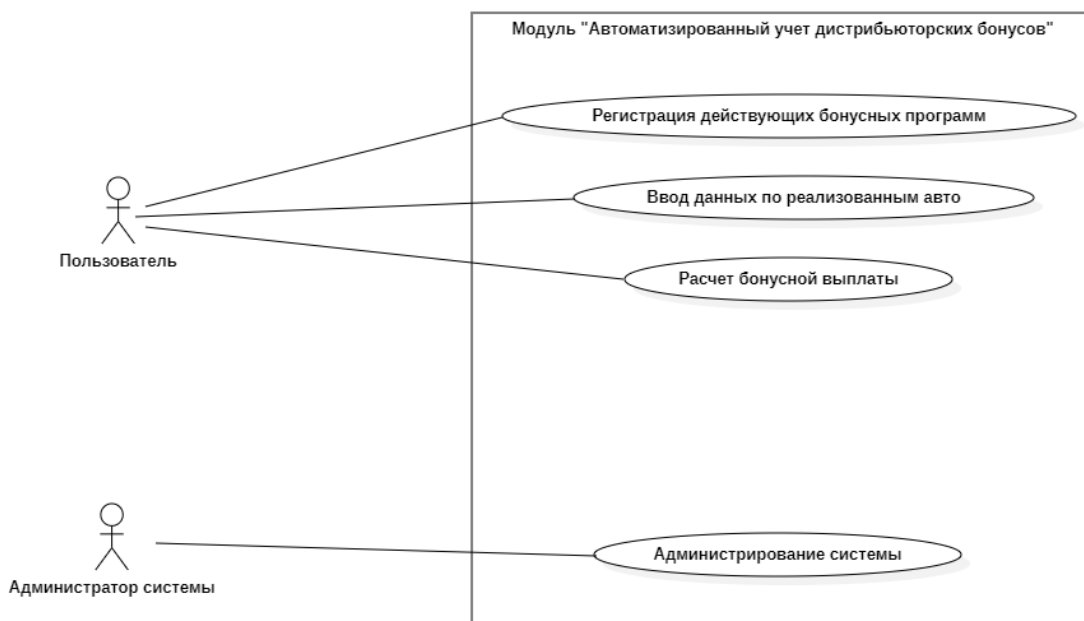 Модуль "Автоматизированный учет дистрибьюторских бонусов"
Регистрация действующих бонусных программ
Ввод данных по реализованным авто
Пользователь
Расчет бонусной выплаты
Администрирование системы
Администратор системы